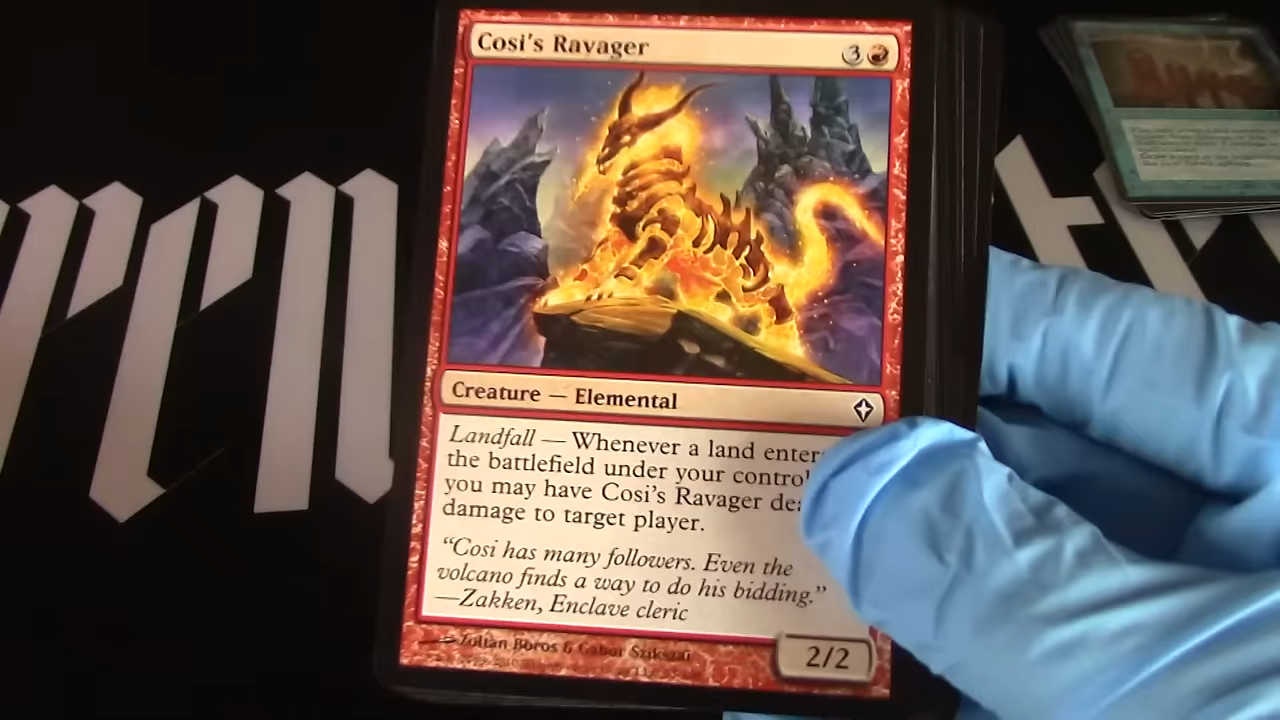 Cosi's Ravager 3
Creature — Elemental
Landfall — Whenever a land enter
the battlefield under your control
you may have Cosi's Ravager dea
damage to target player.
"Cosi has many followers. Even the
volcano finds a way to do his bidding."
—Zakken, Enclave cleric
Zoltan Boros & Gabor Szikszai
2/2